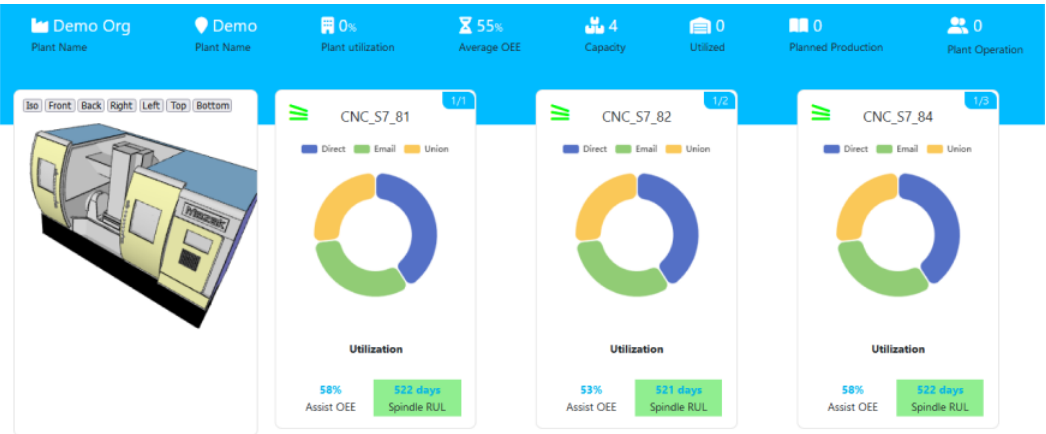 Demo Org
Plant Name
Demo
Plant Name
0%
Plant utilization
55%
Average OEE
4
Capacity
0
Utilized
0
Planned Production
0
Plant Operation
Iso Front Back Right Left Top Bottom
Mazak
1/1
CNC_S7_81
Direct Email Union
Utilization
58% 522 days
Assist OEE Spindle RUL
1/2
CNC_S7_82
Direct Email Union
Utilization
53% 521 days
Assist OEE Spindle RUL
1/3
CNC_S7_84
Direct Email Union
Utilization
58% 522 days
Assist OEE Spindle RUL